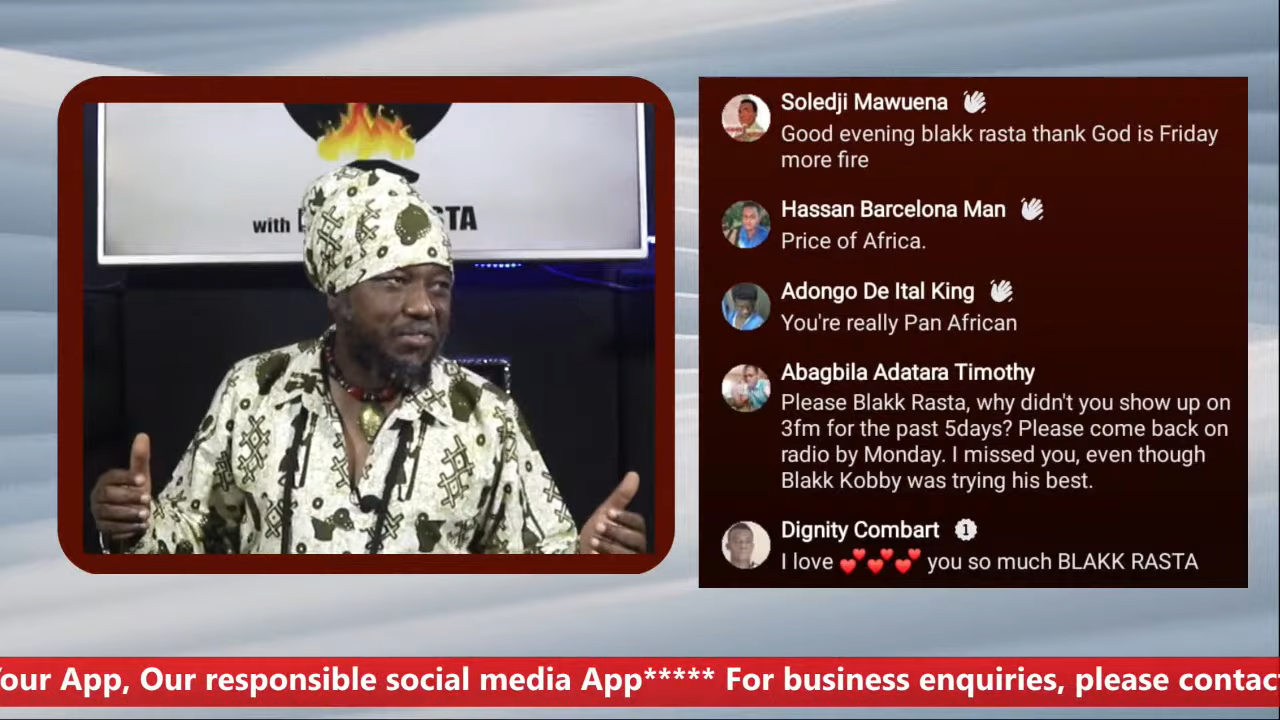 with
TA
Soledji Mawuena
Good evening blakk rasta thank God is Friday
more fire
Hassan Barcelona Man
Price of Africa.
Adongo De Ital King
You're really Pan African
Abagbila Adatara Timothy
Please Blakk Rasta, why didn't you show up on
3fm for the past 5days? Please come back on
radio by Monday. I missed you, even though
Blakk Kobby was trying his best.
Dignity Combart 1
I love 💕💕💕 you so much BLAKK RASTA
our App, Our responsible social media App***** For business enquiries, please contac